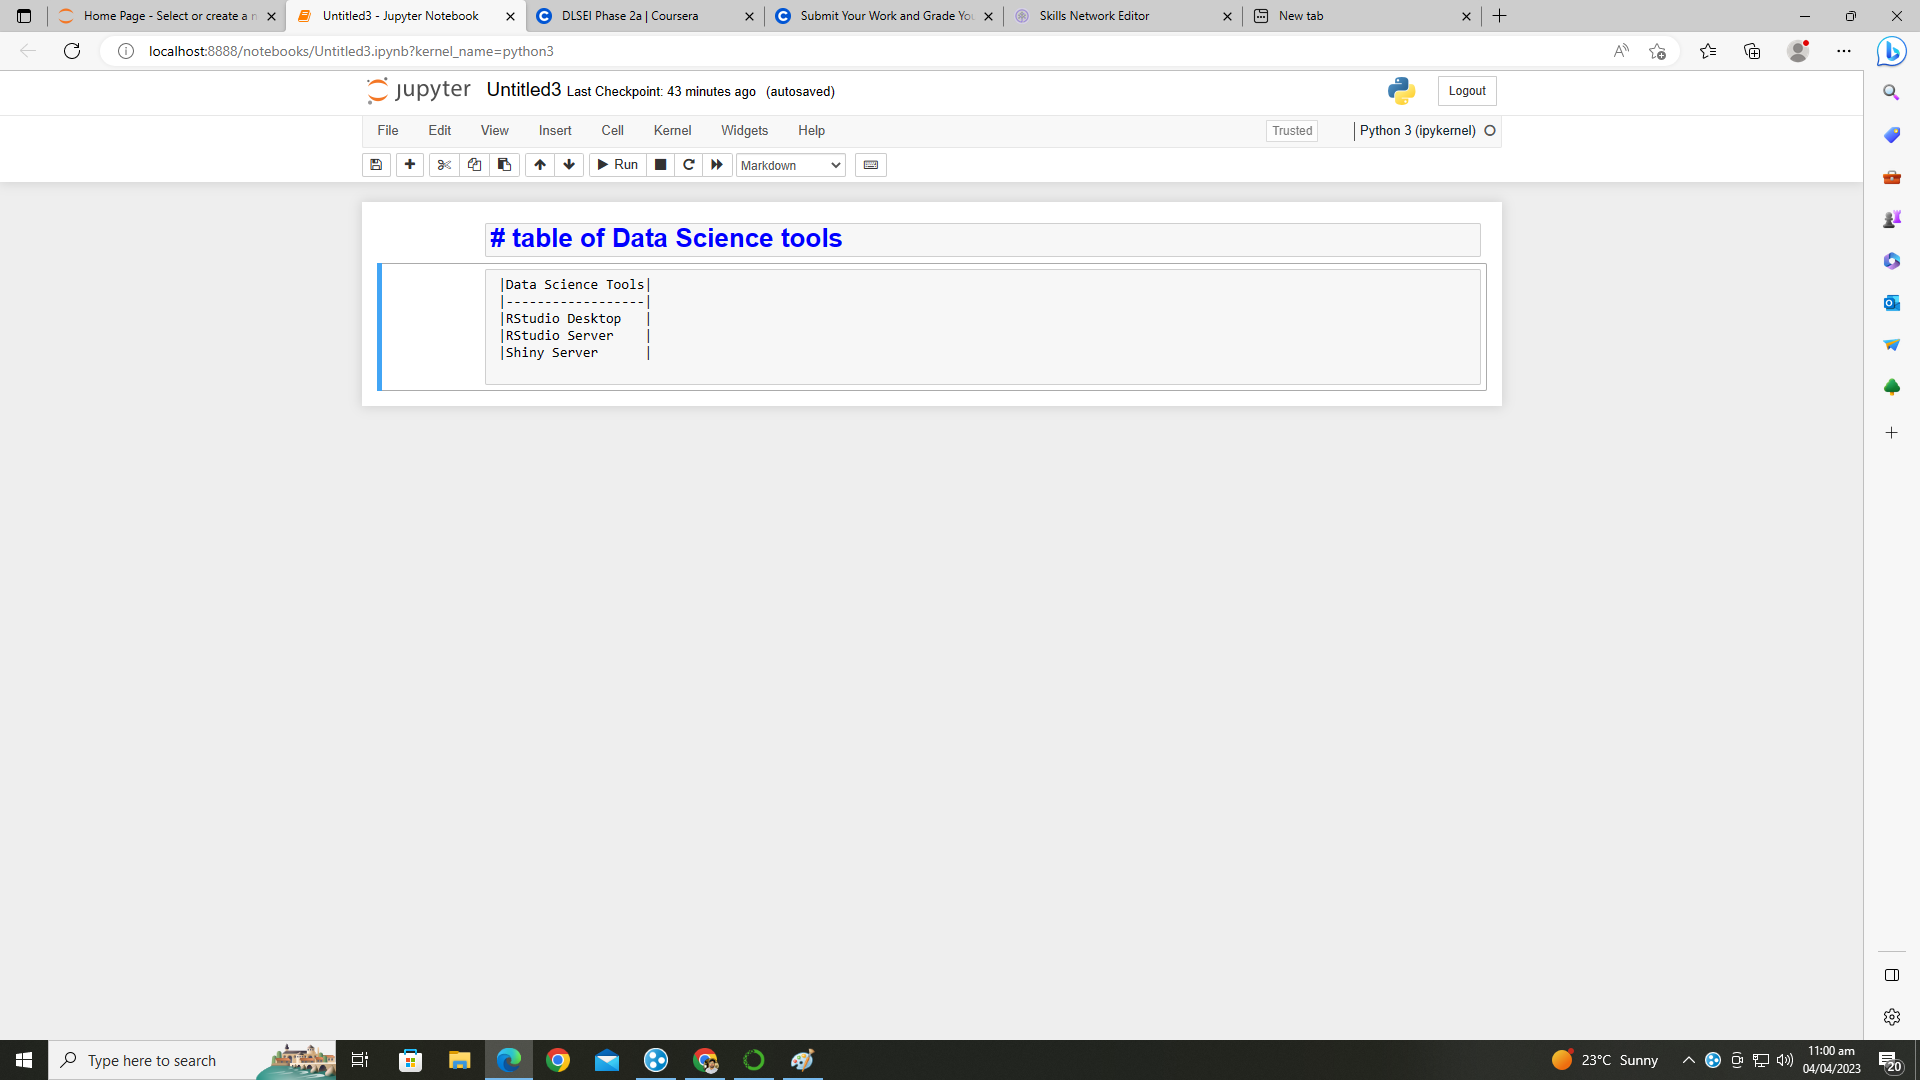 Home Page - Select or create a n
Untitled3 - Jupyter Notebook
DLSEI Phase 2a | Coursera
Submit Your Work and Grade You
Skills Network Editor
New tab
localhost:8888/notebooks/Untitled3.ipynb?kernel_name=python3
jupyter Untitled3 Last Checkpoint: 43 minutes ago (autosaved)
Logout
File Edit View Insert Cell Kernel Widgets Help
Trusted
Python 3 (ipykernel)
Run
Markdown
# table of Data Science tools
|Data Science Tools|
|------------------|
|RStudio Desktop   |
|RStudio Server    |
|Shiny Server      |
Type here to search
23°C Sunny
11:00 am
04/04/2023
20